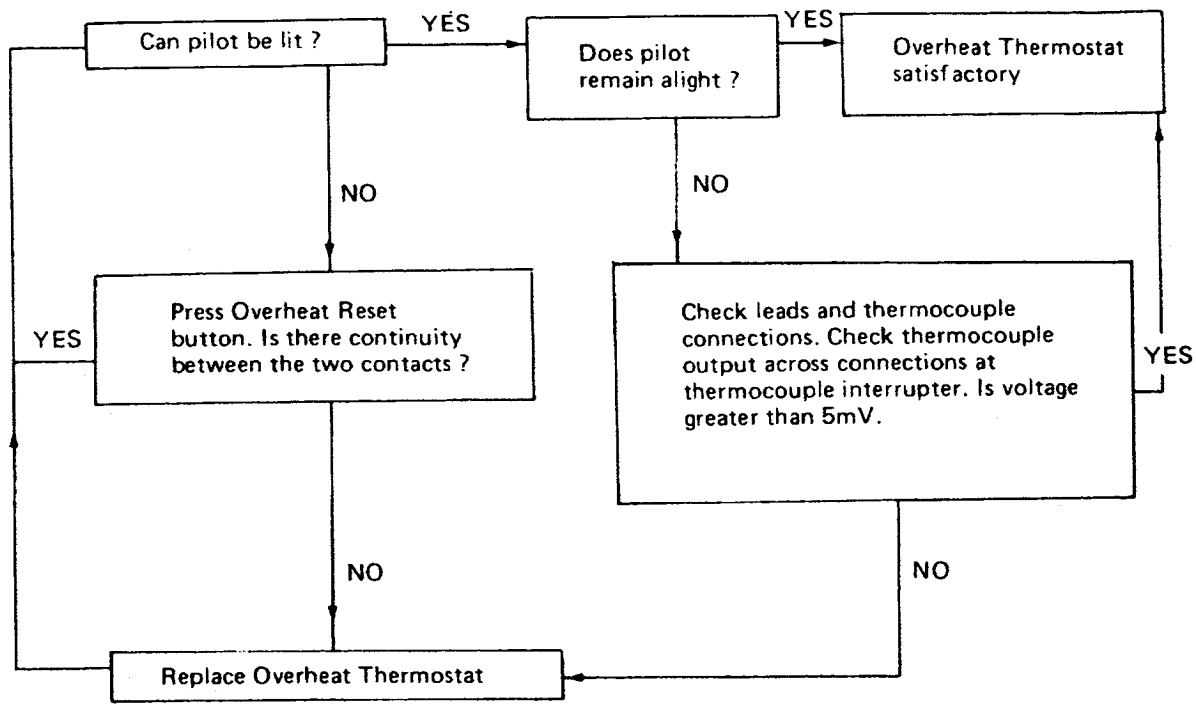 Can pilot be lit ?
YES
Does pilot
remain alight ?
YES
Overheat Thermostat
satisfactory
NO
NO
Press Overheat Reset
button. Is there continuity
between the two contacts ?
YES
Check leads and thermocouple
connections. Check thermocouple
output across connections at
thermocouple interrupter. Is voltage
greater than 5mV.
YES
NO
NO
Replace Overheat Thermostat